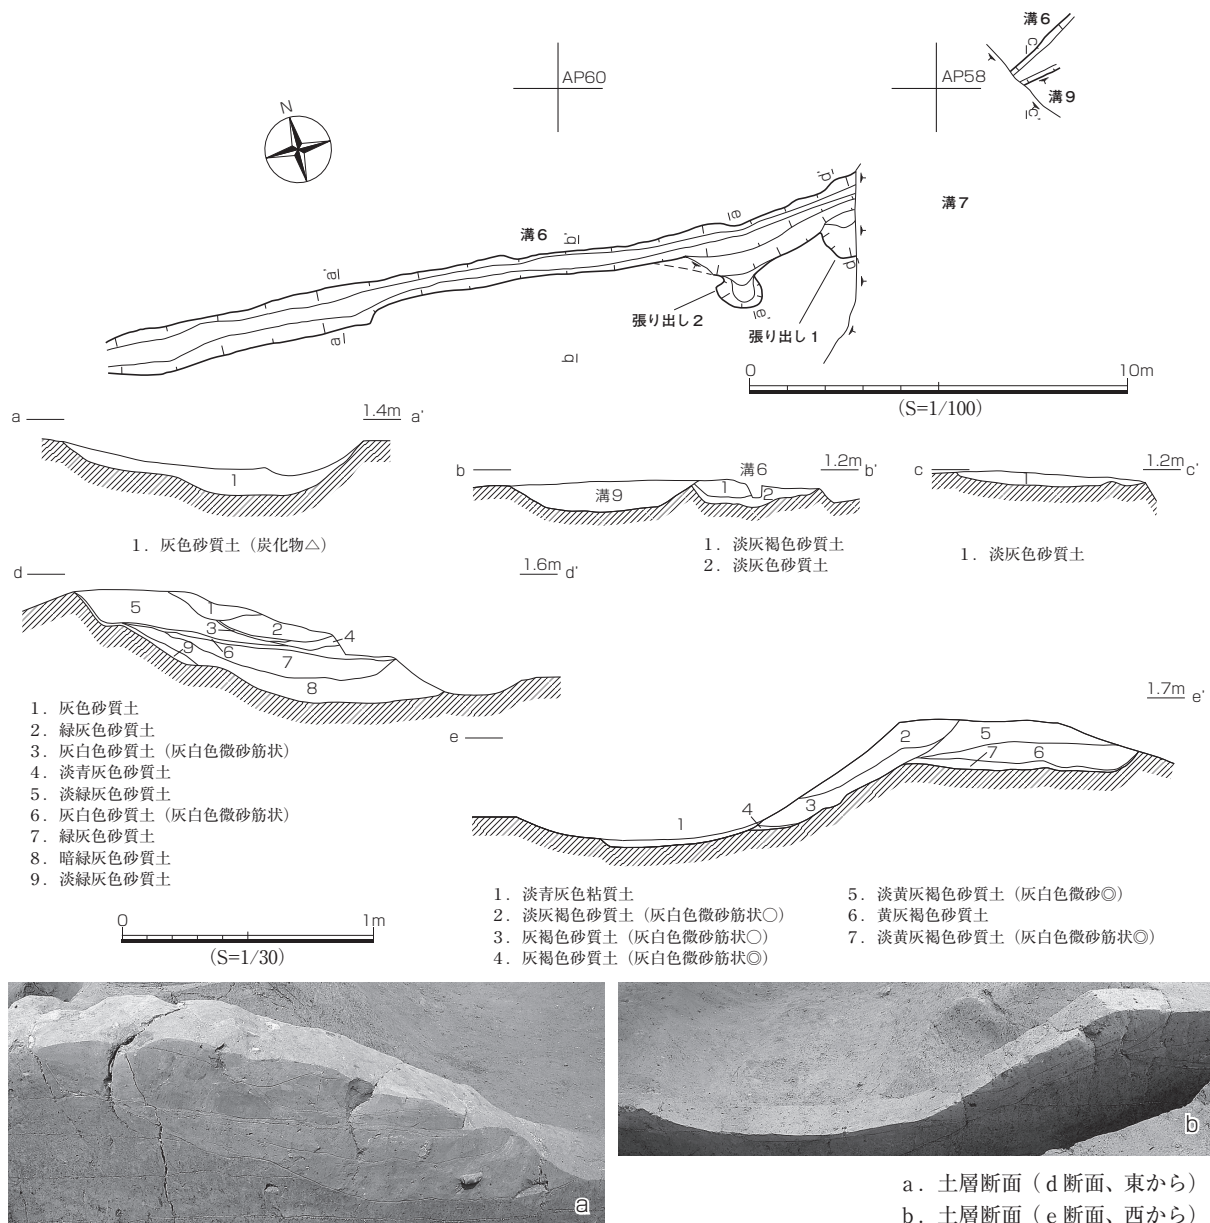 溝6
c
AP60
AP58
溝9
c'
N
d'
溝7
e
溝6
b'
a'
d
張り出し2
e'
張り出し1
a
b
0
10m
(S=1/100)
a
1.4m a'
1
1. 灰色砂質土(炭化物△)
b
溝6
1.2m b'
溝9
1
2
1. 淡灰褐色砂質土
2. 淡灰色砂質土
c
1.2m c'
1
1. 淡灰色砂質土
d
1.6m d'
5
1
3
2
4
9
6
7
8
1. 灰色砂質土
2. 緑灰色砂質土
3. 灰白色砂質土(灰白色微砂筋状)
4. 淡青灰色砂質土
5. 淡緑灰色砂質土
6. 灰白色砂質土(灰白色微砂筋状)
7. 緑灰色砂質土
8. 暗緑灰色砂質土
9. 淡緑灰色砂質土
e
1.7m e'
2
5
7
6
4
3
1
1. 淡青灰色粘質土
2. 淡灰褐色砂質土(灰白色微砂筋状○)
3. 灰褐色砂質土(灰白色微砂筋状○)
4. 灰褐色砂質土(灰白色微砂筋状◎)
5. 淡黄灰褐色砂質土(灰白色微砂◎)
6. 黄灰褐色砂質土
7. 淡黄灰褐色砂質土(灰白色微砂筋状◎)
0
1m
(S=1/30)
a
b
a. 土層断面(d断面、東から)
b. 土層断面(e断面、西から)